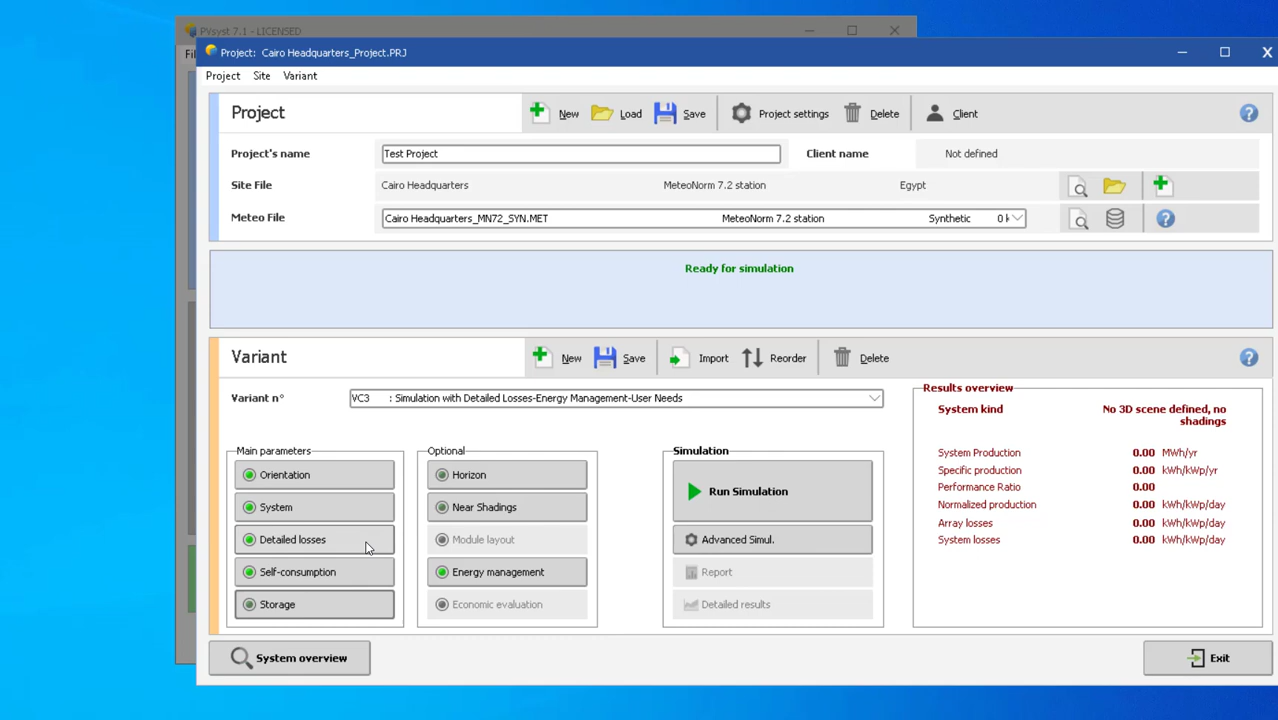 PVsyst 7.1 - LICENSED
Fil
Project: Cairo Headquarters_Project.PRJ
Project Site Variant
Project New Load Save Project settings Delete Client
Project's name Test Project Client name Not defined
Site File Cairo Headquarters MeteoNorm 7.2 station Egypt
Meteo File Cairo Headquarters_MN72_SYN.MET MeteoNorm 7.2 station Synthetic 0 k
Ready for simulation
Variant New Save Import Reorder Delete
Variant n° VC3 : Simulation with Detailed Losses-Energy Management-User Needs
Main parameters
Orientation
System
Detailed losses
Self-consumption
Storage
Optional
Horizon
Near Shadings
Module layout
Energy management
Economic evaluation
Simulation
Run Simulation
Advanced Simul.
Report
Detailed results
Results overview
System kind No 3D scene defined, no
shadings
System Production 0.00 MWh/yr
Specific production 0.00 kWh/kWp/yr
Performance Ratio 0.00
Normalized production 0.00 kWh/kWp/day
Array losses 0.00 kWh/kWp/day
System losses 0.00 kWh/kWp/day
System overview Exit